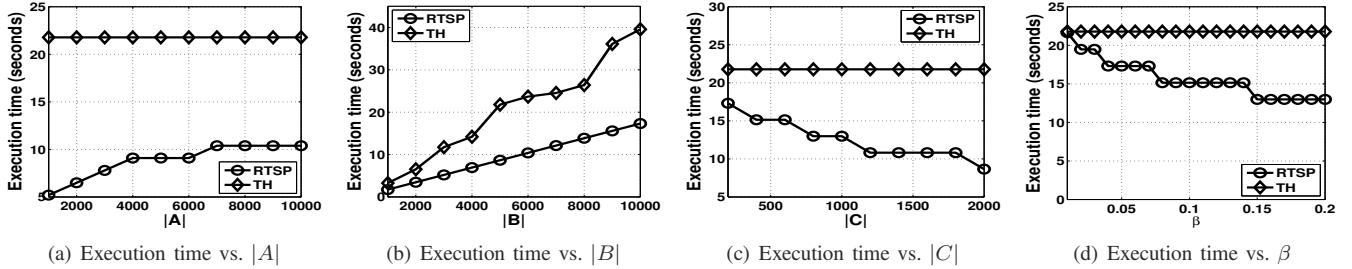 Execution time (seconds)
25
20
15
10
5
2000 4000 6000 8000 10000
|A|
RTSP
TH
(a) Execution time vs. |A|
Execution time (seconds)
40
30
20
10
0
2000 4000 6000 8000 10000
|B|
RTSP
TH
(b) Execution time vs. |B|
Execution time (seconds)
30
25
20
15
10
5
500 1000 1500 2000
|C|
RTSP
TH
(c) Execution time vs. |C|
Execution time (seconds)
25
20
15
10
5
0
0.05 0.1 0.15 0.2
β
RTSP
TH
(d) Execution time vs. β